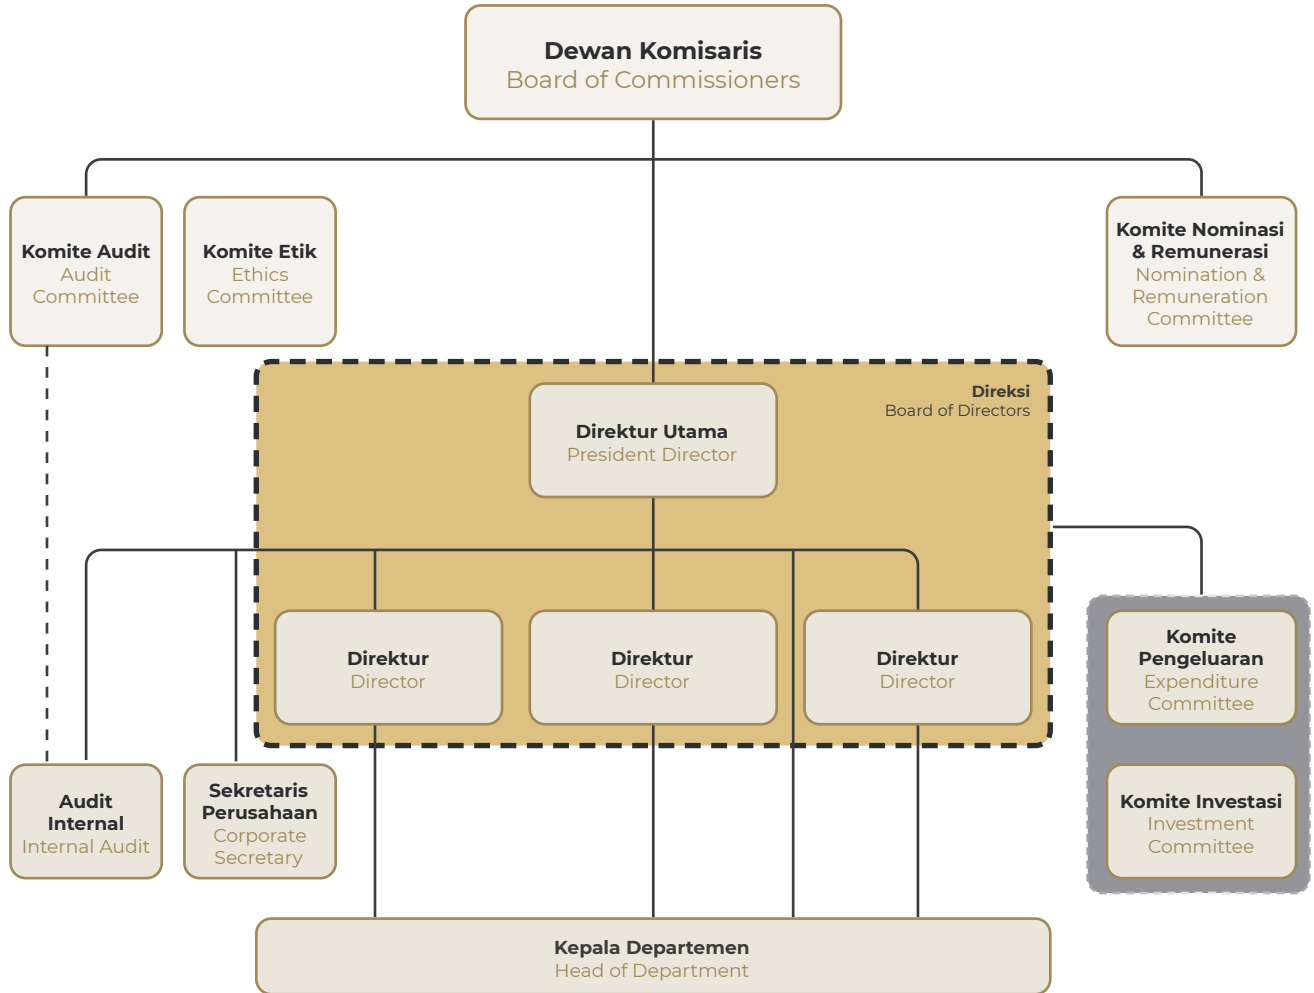 Dewan Komisaris
Board of Commissioners
Komite Audit
Audit
Committee
Komite Etik
Ethics
Committee
Komite Nominasi
& Remunerasi
Nomination &
Remuneration
Committee
Direksi
Board of Directors
Direktur Utama
President Director
Direktur
Director
Direktur
Director
Direktur
Director
Komite
Pengeluaran
Expenditure
Committee
Audit
Internal
Internal Audit
Sekretaris
Perusahaan
Corporate
Secretary
Komite Investasi
Investment
Committee
Kepala Departemen
Head of Department